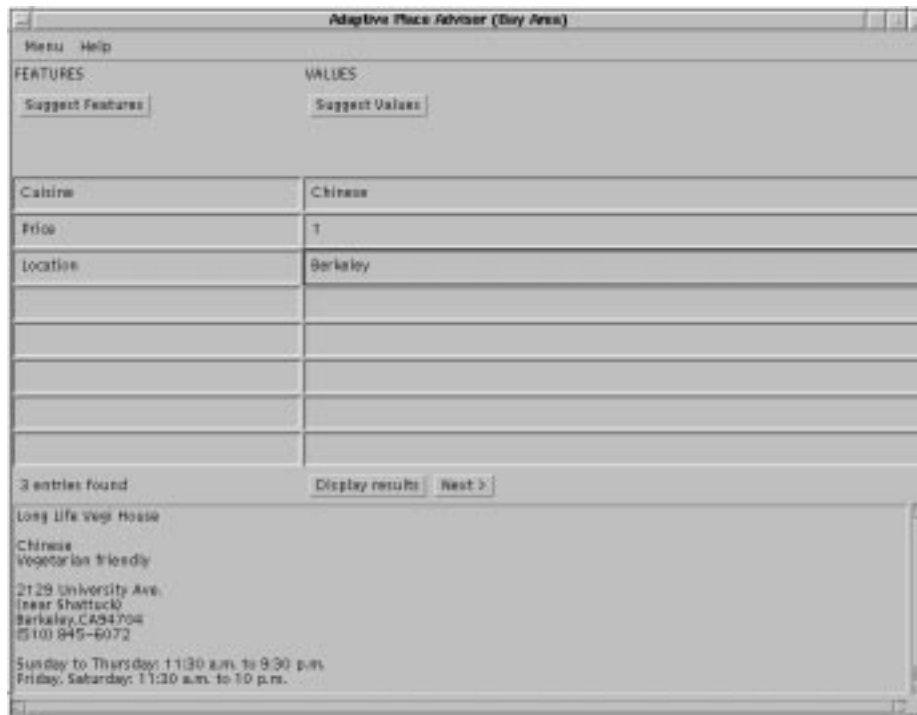 Adaptive Place Advisor (Bay Area)
Menu Help
FEATURES VALUES
Suggest Features Suggest Values
Cuisine Chinese
Price 1
Location Berkeley
3 entries found Display results Next >
Long Life Vegi House
Chinese
Vegetarian friendly
2129 University Ave.
(near Shattuck)
Berkeley,CA94704
(510) 845-6072
Sunday to Thursday: 11:30 a.m. to 9:30 p.m.
Friday, Saturday: 11:30 a.m. to 10 p.m.